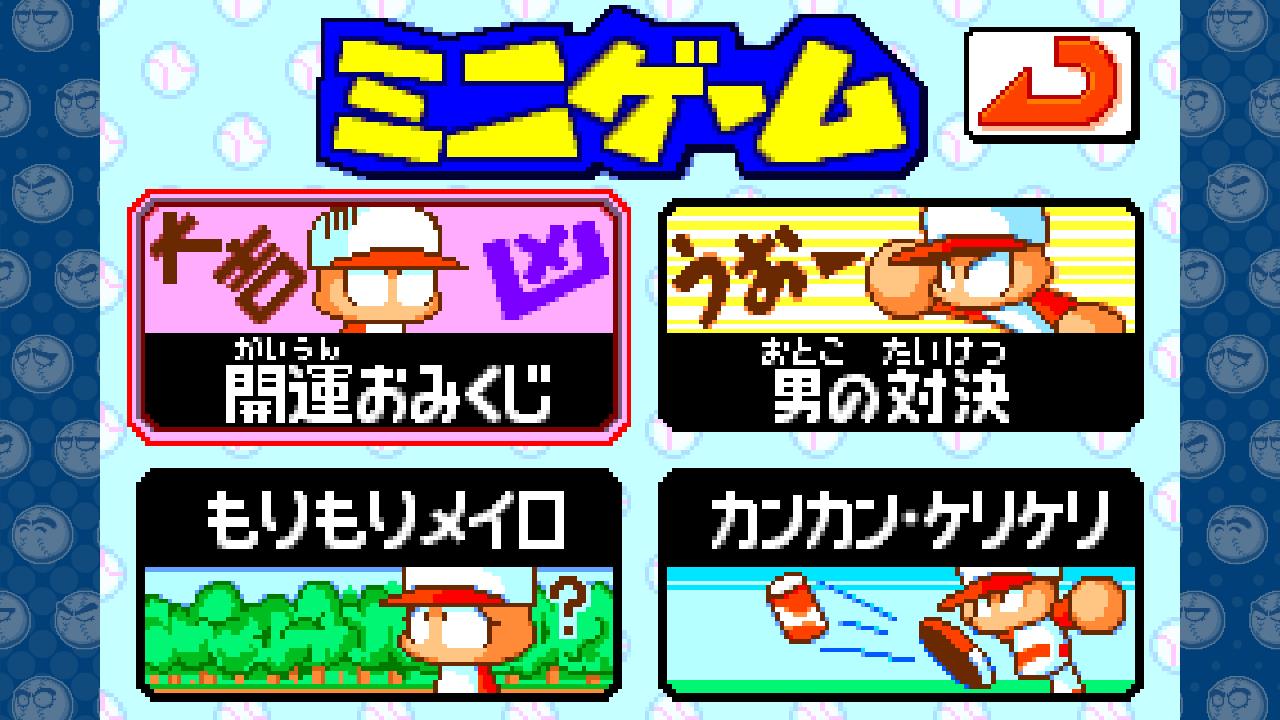 ミニゲーム
大吉
凶
かいうん
開運おみくじ
うおー
おとこ たいけつ
男の対決
もりもりメイロ
?
カンカン・ケリケリ